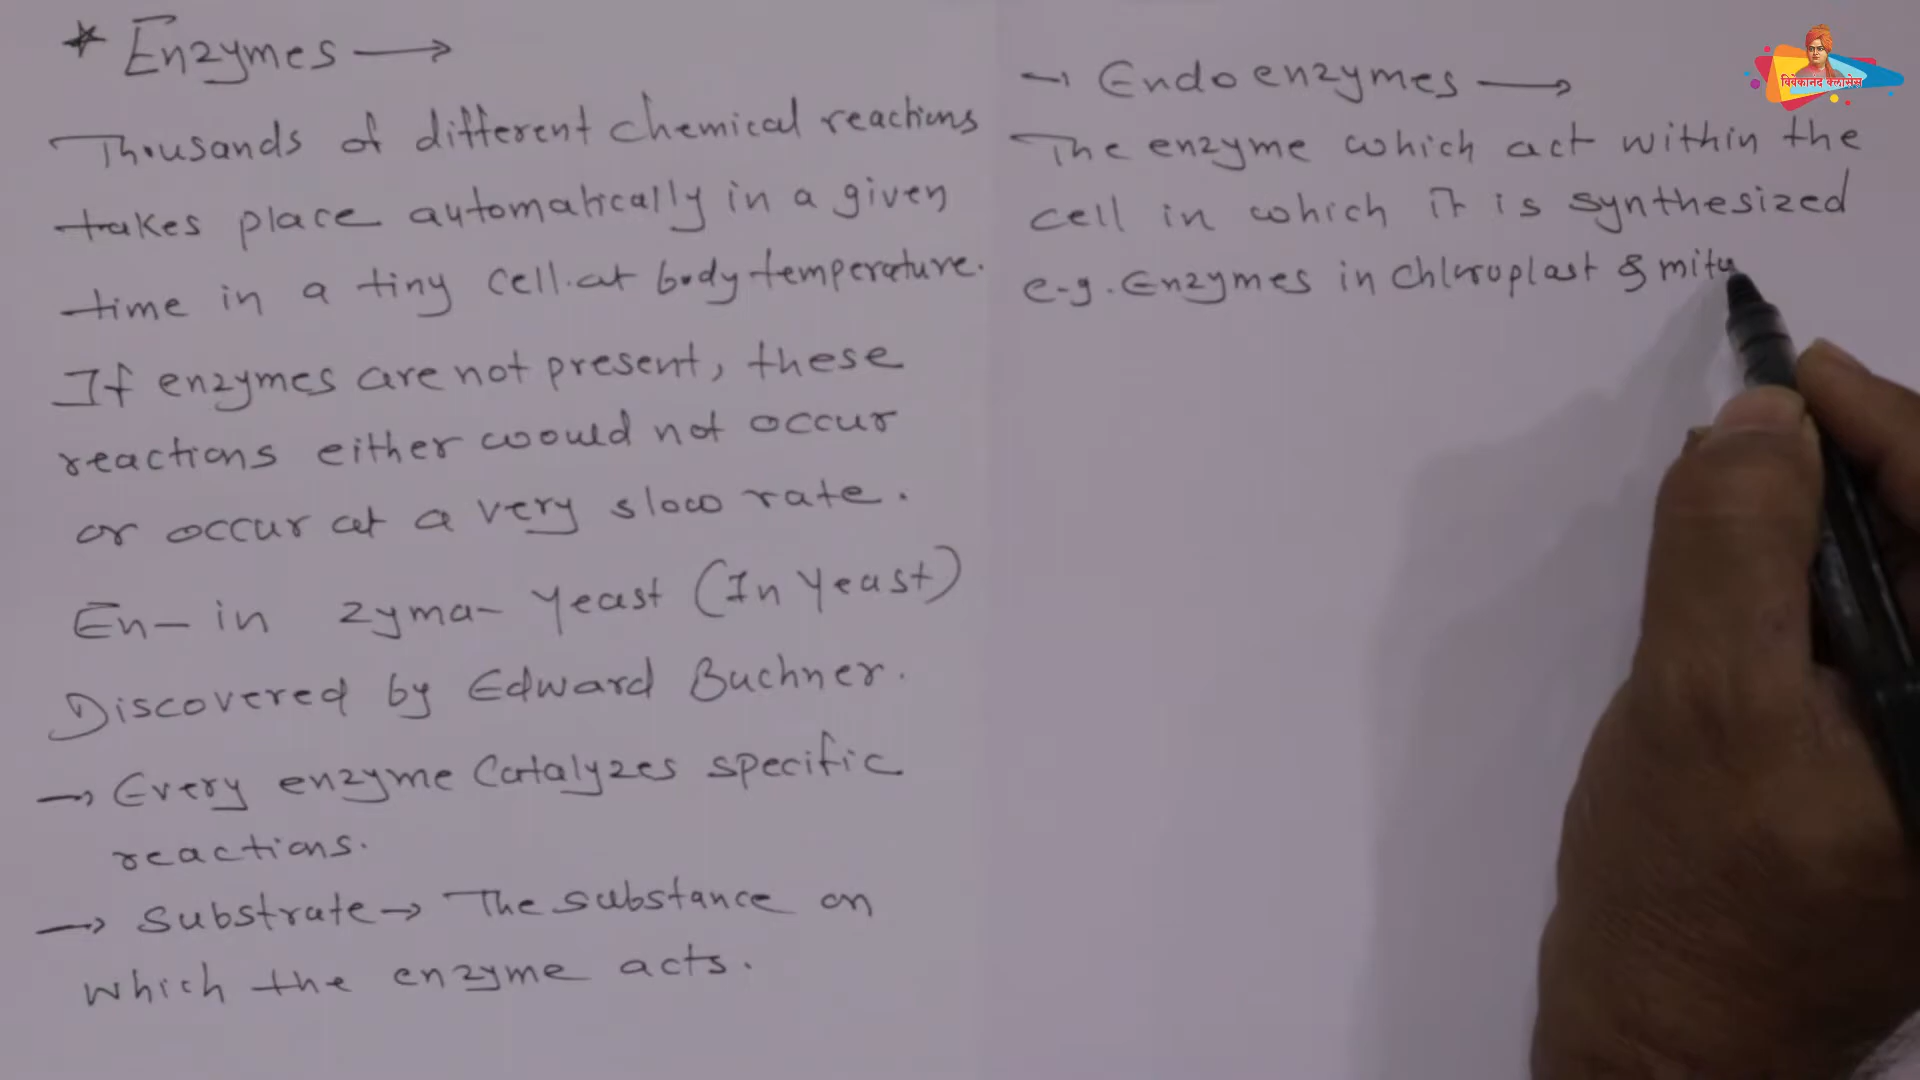 * Enzymes →
Thousands of different chemical reactions
takes place automatically in a given
time in a tiny cell. at body temperature.
If enzymes are not present, these
reactions either would not occur
or occur at a very slow rate.
En- in zyma- Yeast (In Yeast)
Discovered by Edward Buchner.
→ Every enzyme Catalyzes specific
reactions.
→ Substrate → The substance on
which the enzyme acts.
→ Endoenzymes →
The enzyme which act within the
cell in which it is synthesized
e.g. Enzymes in Chloroplast & mito
विवेकानंद क्लासेस